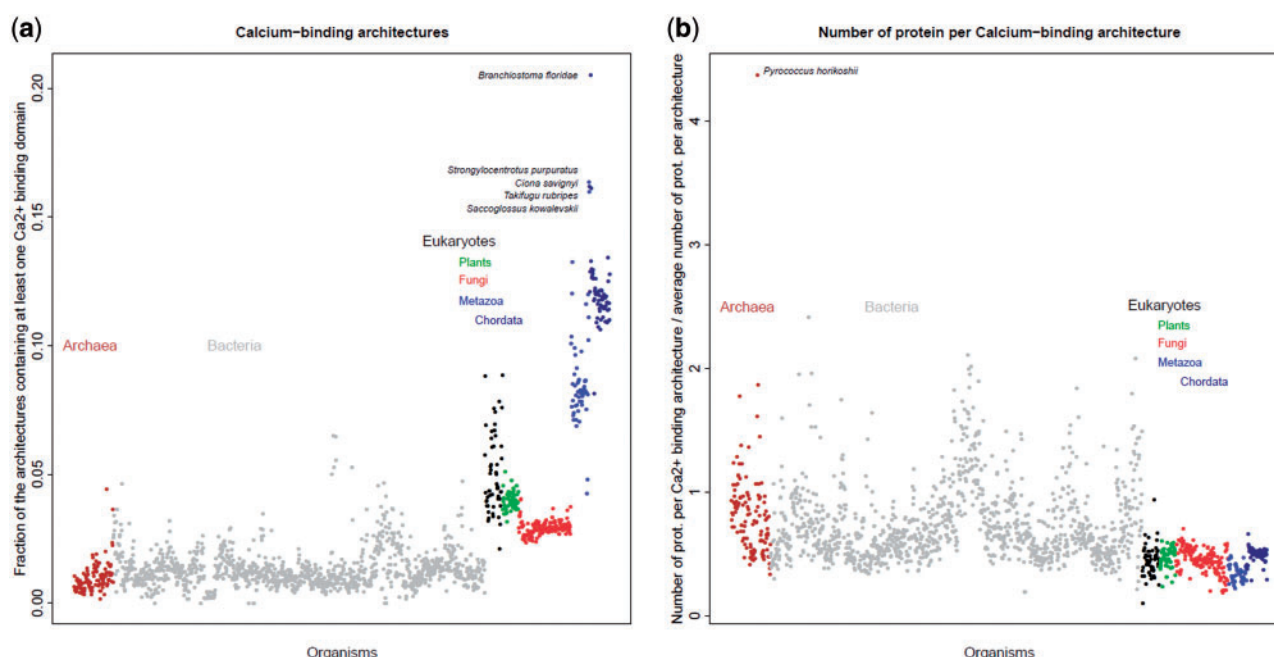 (a)
Calcium-binding architectures
Fraction of the architectures containing at least one Ca2+ binding domain
0.20
0.15
0.10
0.05
0.00
Branchiostoma floridae
Strongylocentrotus purpuratus
Ciona savignyi
Takifugu rubripes
Saccoglossus kowalevskii
Eukaryotes
Plants
Fungi
Metazoa
Chordata
Archaea
Bacteria
Organisms
(b)
Number of protein per Calcium-binding architecture
Number of prot. per Ca2+ binding architecture / average number of prot. per architecture
4
3
2
1
0
Pyrococcus horikoshii
Archaea
Bacteria
Eukaryotes
Plants
Fungi
Metazoa
Chordata
Organisms